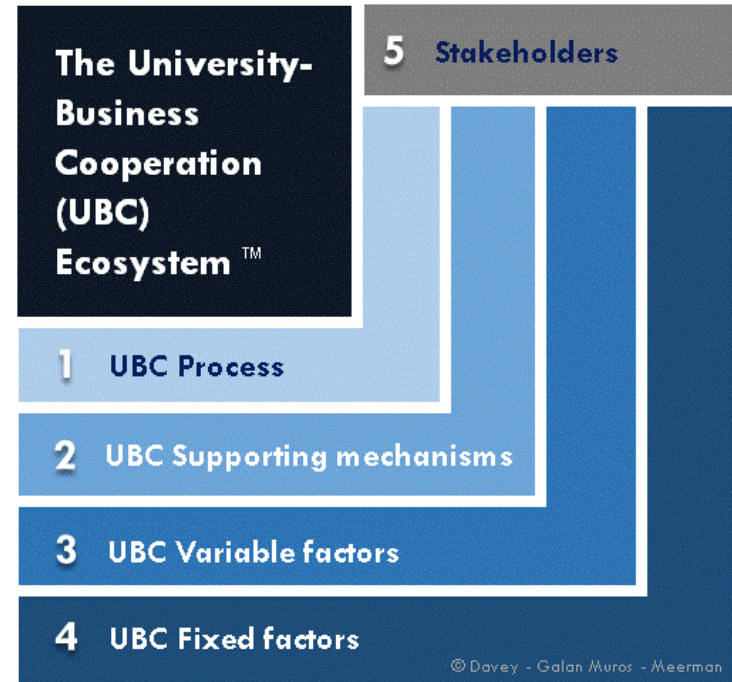 The University-
Business
Cooperation
(UBC)
Ecosystem ™
5 Stakeholders
1 UBC Process
2 UBC Supporting mechanisms
3 UBC Variable factors
4 UBC Fixed factors
© Davey - Galan Muros - Meerman